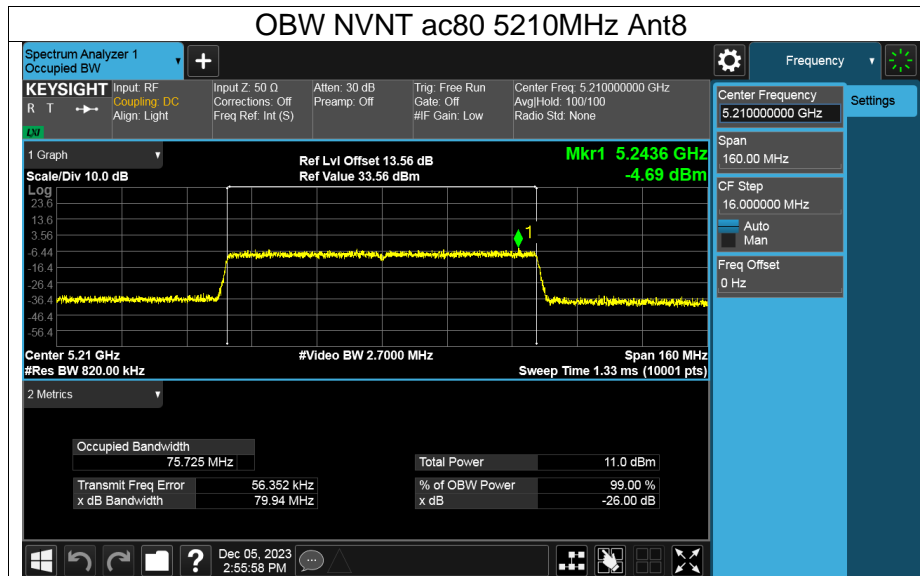 OBW NVNT ac80 5210MHz Ant8
Spectrum Analyzer 1
Occupied BW
+
Frequency
KEYSIGHT
R T
LXI
Input: RF
Coupling: DC
Align: Light
Input Z: 50 Ω
Corrections: Off
Freq Ref: Int (S)
Atten: 30 dB
Preamp: Off
Trig: Free Run
Gate: Off
#IF Gain: Low
Center Freq: 5.210000000 GHz
Avg|Hold: 100/100
Radio Std: None
Center Frequency
5.210000000 GHz
Settings
Span
160.00 MHz
CF Step
16.000000 MHz
Auto
Man
Freq Offset
0 Hz
1 Graph
Scale/Div 10.0 dB
Ref Lvl Offset 13.56 dB
Ref Value 33.56 dBm
Mkr1 5.2436 GHz
-4.69 dBm
Log
23.6
13.6
3.56
-6.44
-16.4
-26.4
-36.4
-46.4
-56.4
1
Center 5.21 GHz
#Video BW 2.7000 MHz
Span 160 MHz
#Res BW 820.00 kHz
Sweep Time 1.33 ms (10001 pts)
2 Metrics
Occupied Bandwidth
75.725 MHz
Total Power 11.0 dBm
Transmit Freq Error 56.352 kHz
% of OBW Power 99.00 %
x dB Bandwidth 79.94 MHz
x dB -26.00 dB
?
Dec 05, 2023
2:55:58 PM